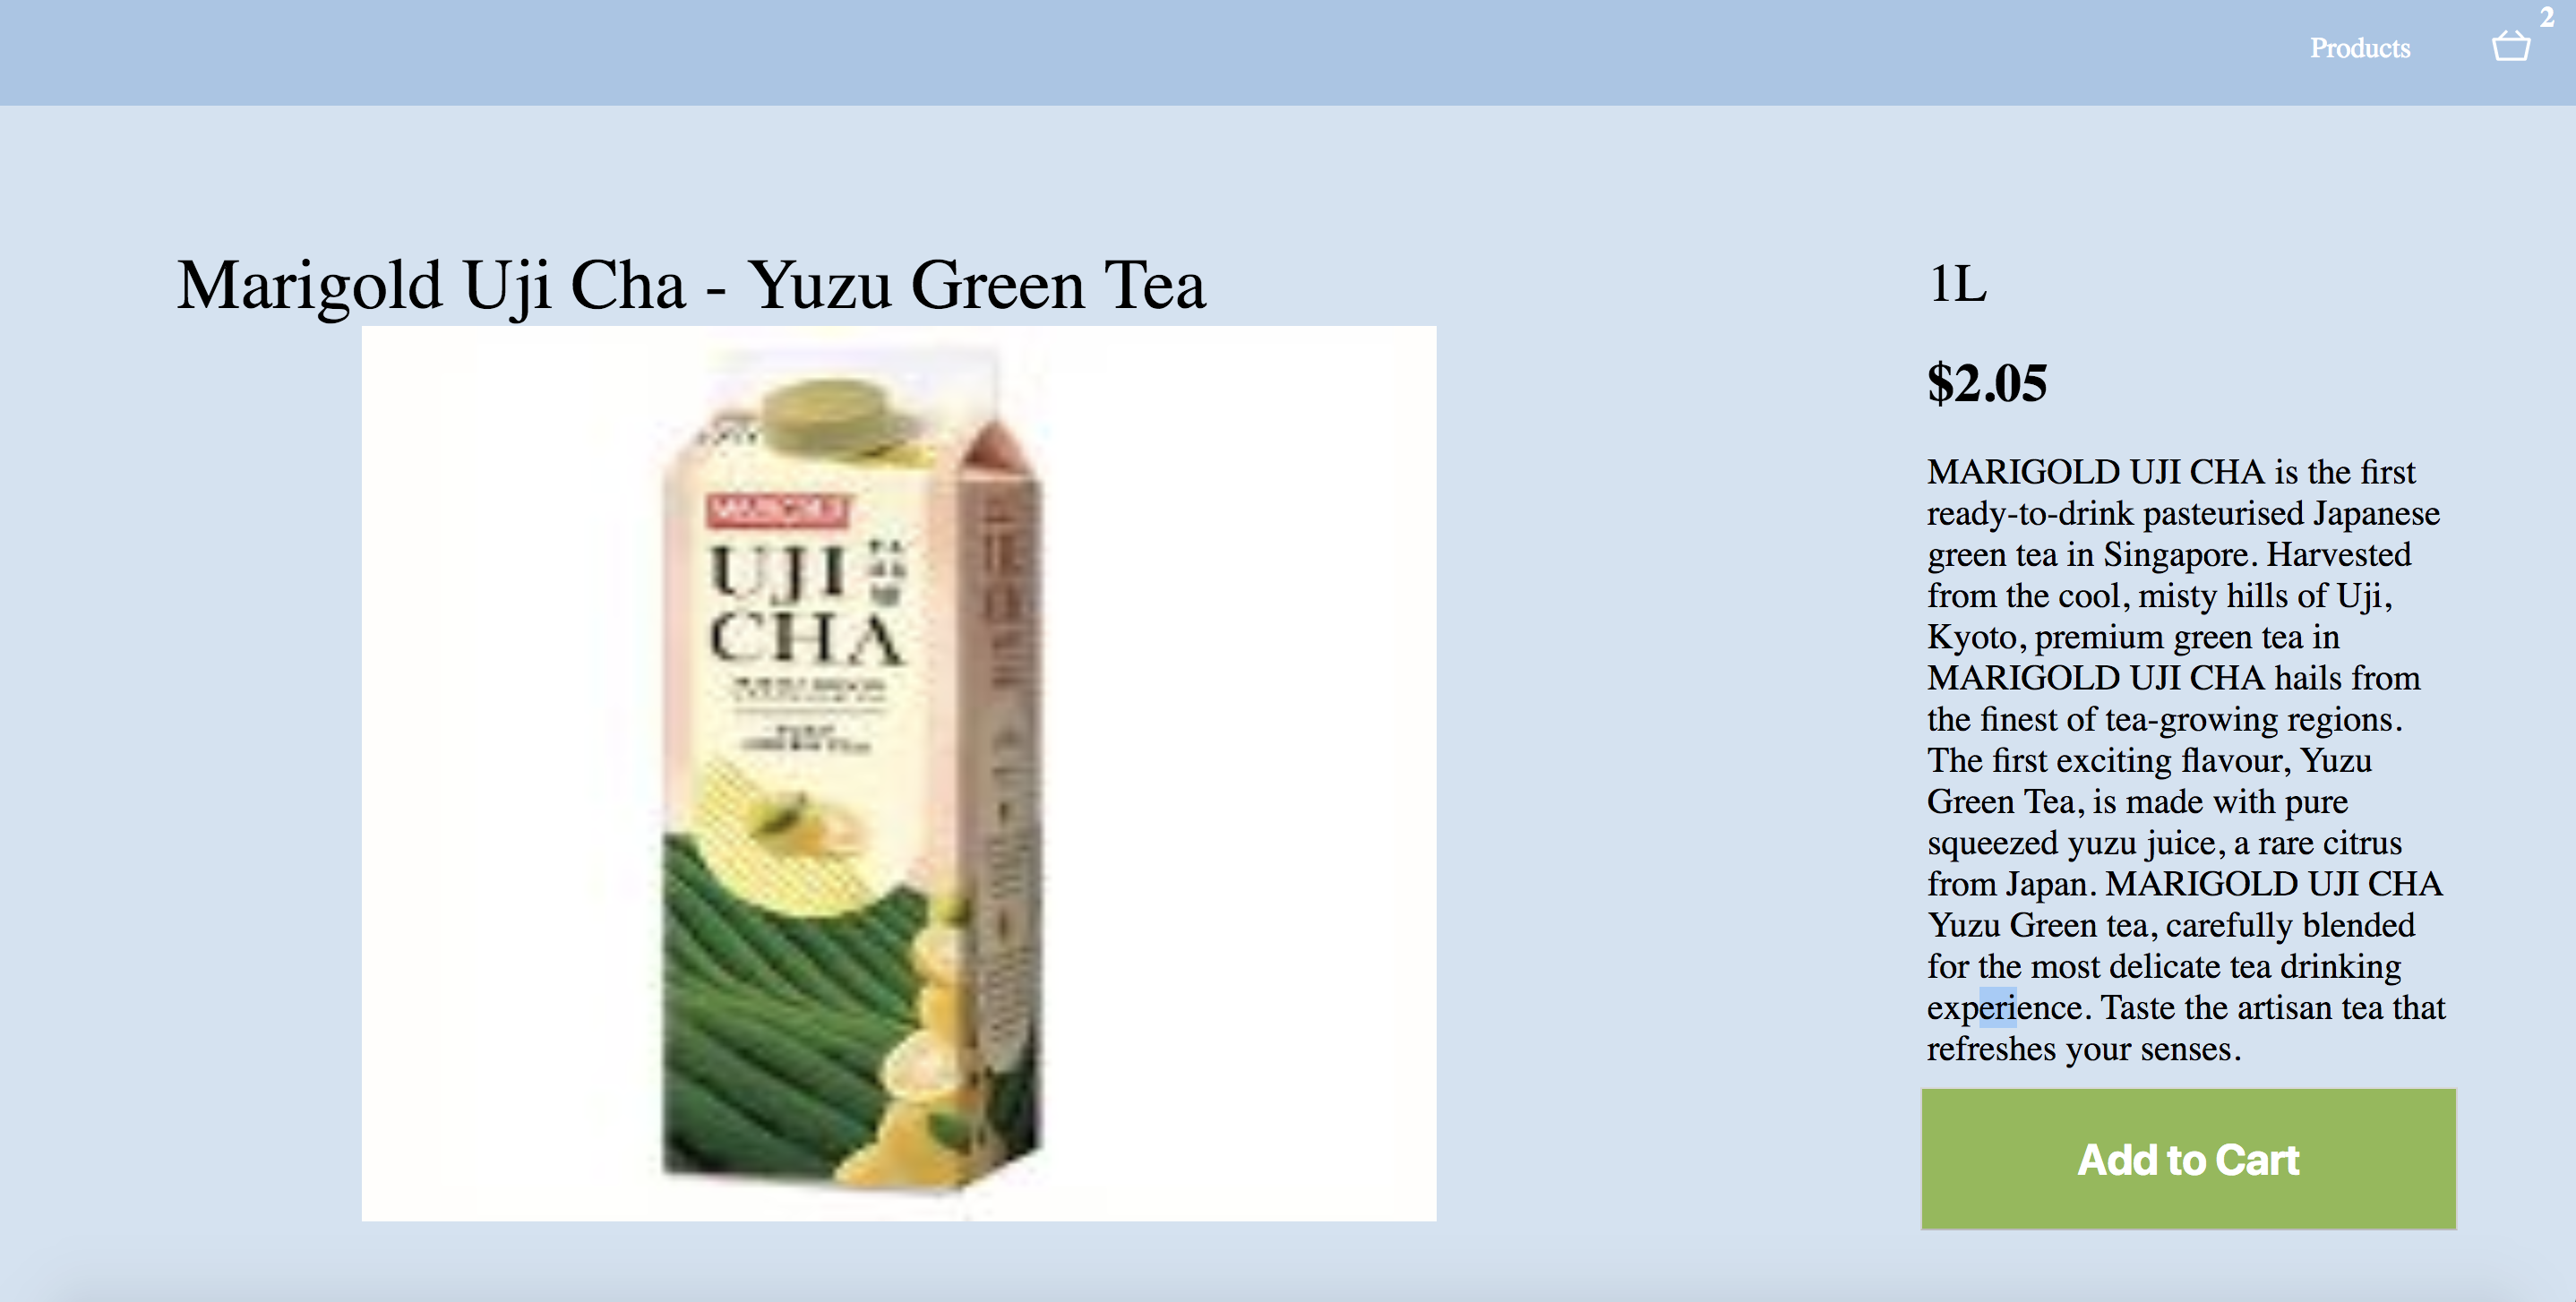 Products
2
Marigold Uji Cha - Yuzu Green Tea
MARIGOLD
UJI
CHA
1L
$2.05
MARIGOLD UJI CHA is the first
ready-to-drink pasteurised Japanese
green tea in Singapore. Harvested
from the cool, misty hills of Uji,
Kyoto, premium green tea in
MARIGOLD UJI CHA hails from
the finest of tea-growing regions.
The first exciting flavour, Yuzu
Green Tea, is made with pure
squeezed yuzu juice, a rare citrus
from Japan. MARIGOLD UJI CHA
Yuzu Green tea, carefully blended
for the most delicate tea drinking
experience. Taste the artisan tea that
refreshes your senses.
Add to Cart